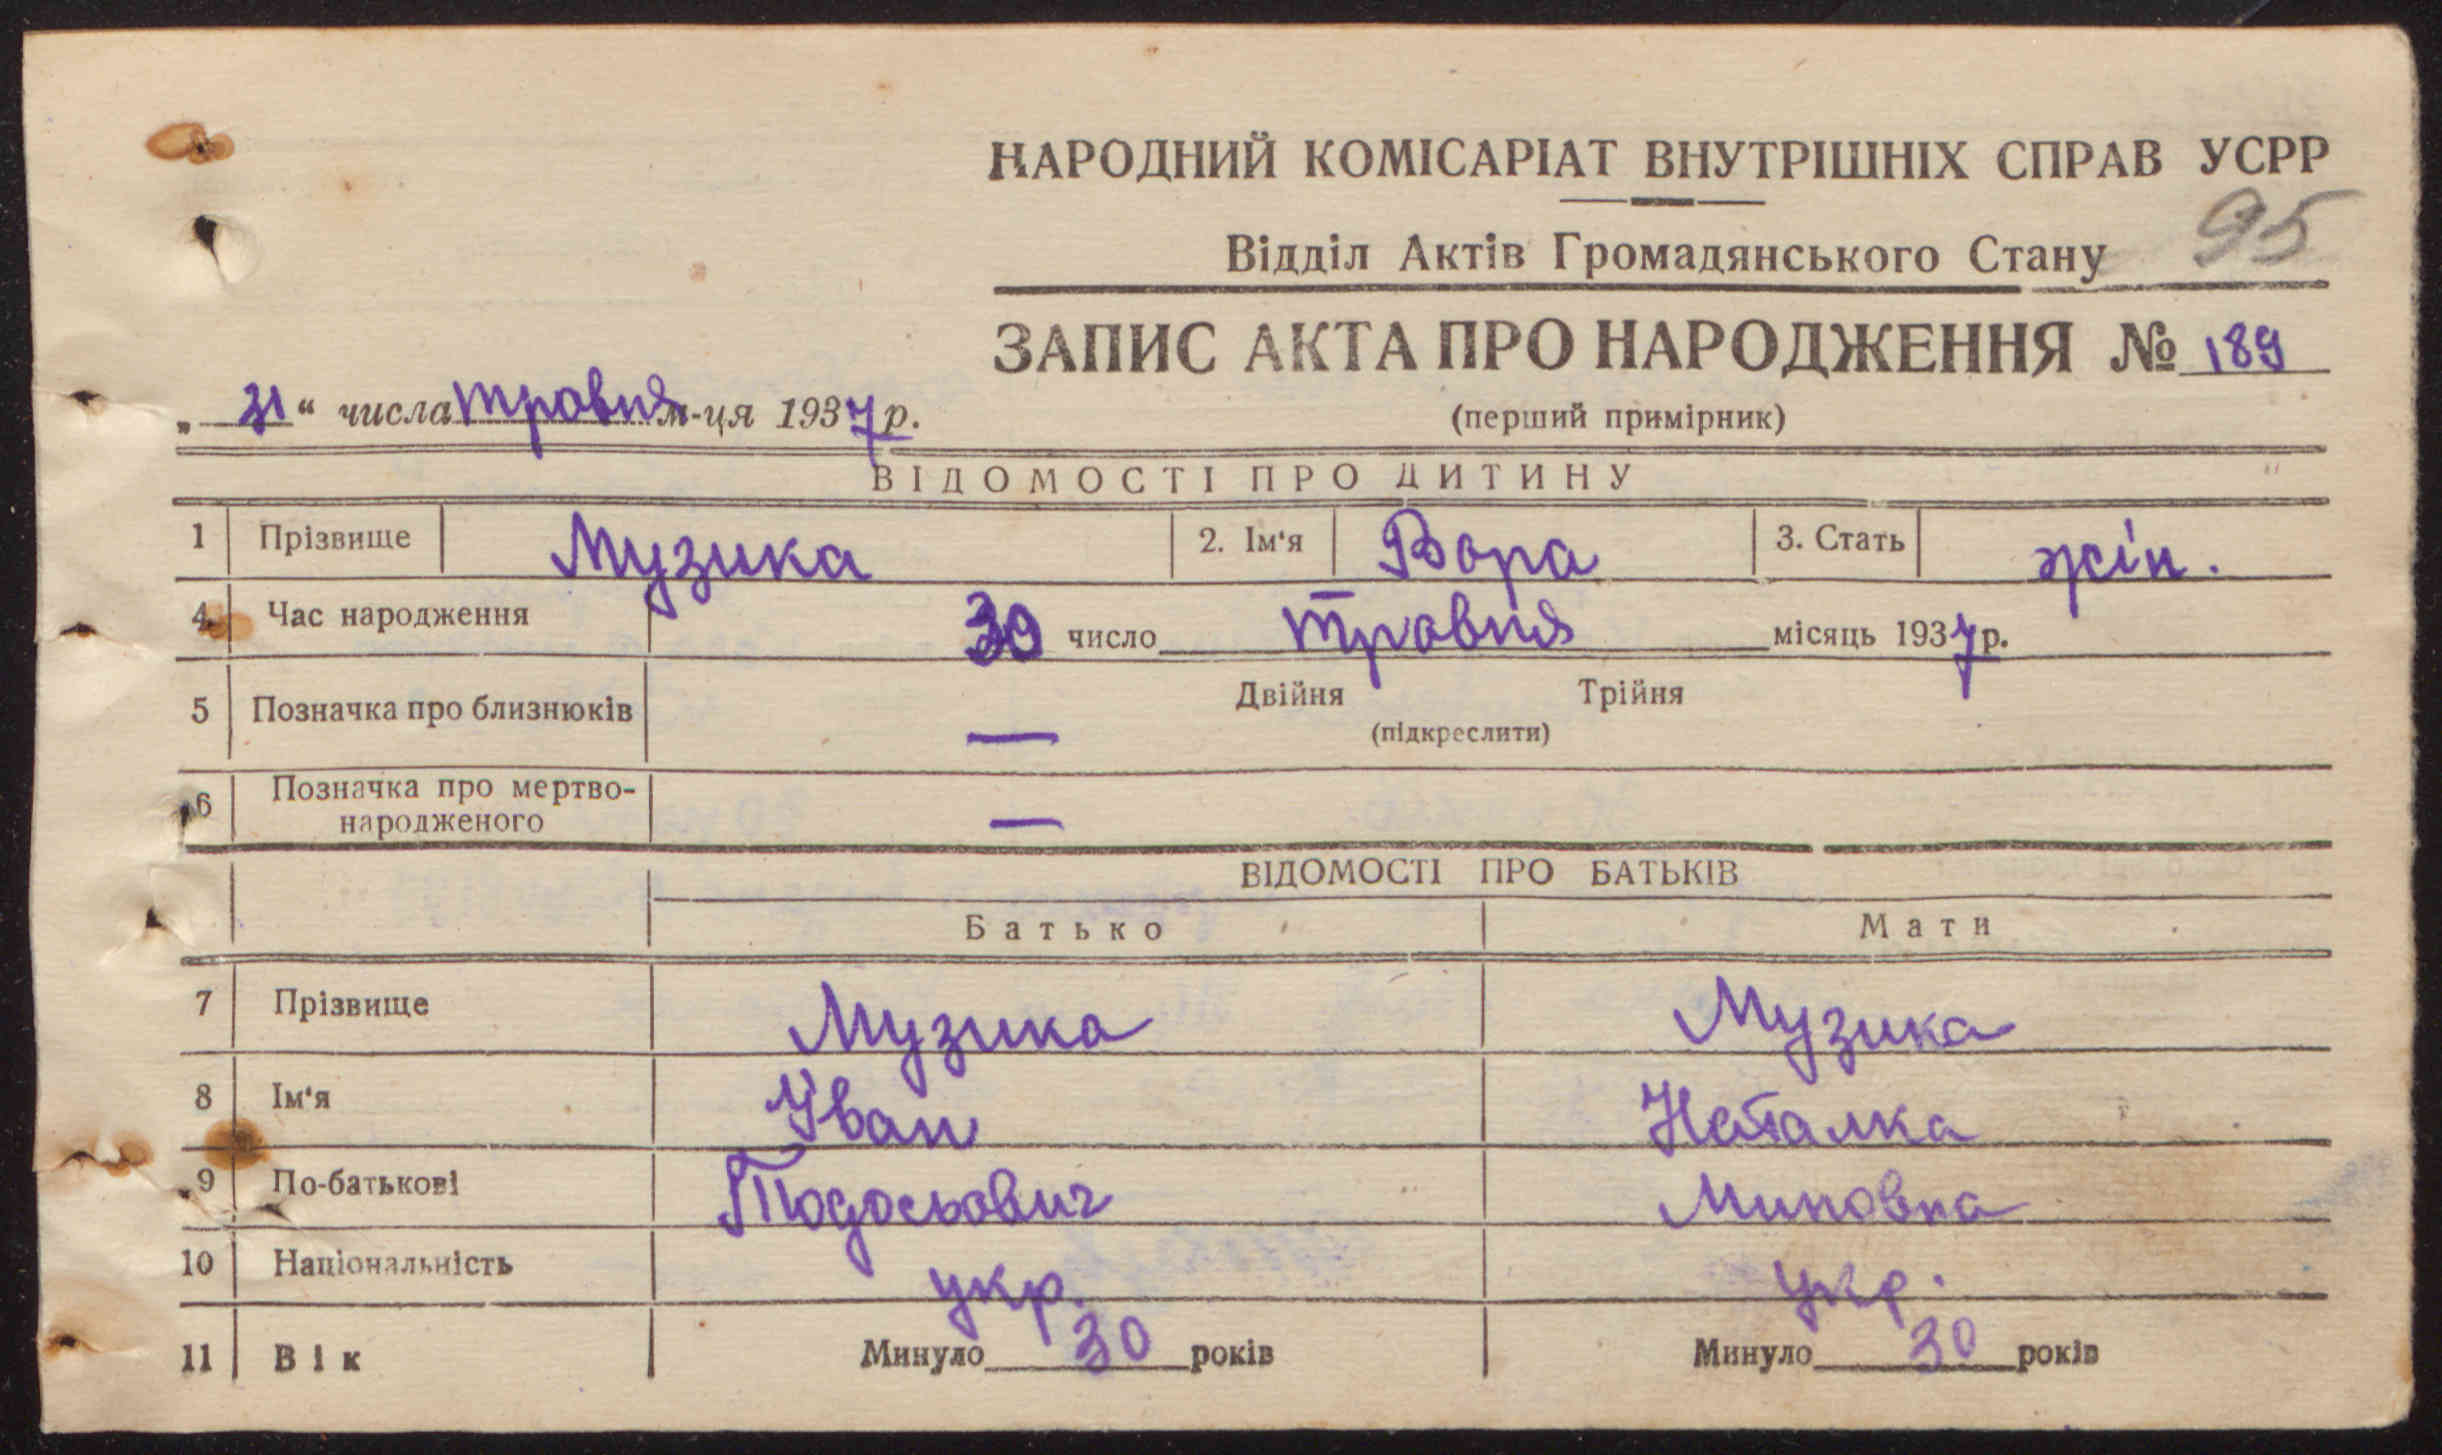 НАРОДНИЙ КОМІСАРІАТ ВНУТРІШНІХ СПРАВ УСРР
95
Відділ Актів Громадянського Стану
ЗАПИС АКТА ПРО НАРОДЖЕННЯ № 189
„ 31 “ числа травня м-ця 1937 р.
(перший примірник)
ВІДОМОСТІ ПРО ДИТИНУ
1 Прізвище Музика 2. Ім‘я Вора 3. Стать жін.
4 Час народження 30 число травня місяць 1937 р.
5 Позначка про близнюків — Двійня Трійня
(підкреслити)
6 Позначка про мертво-
народженого —
ВІДОМОСТІ ПРО БАТЬКІВ
Батько Мати
7 Прізвище Музика Музика
8 Ім‘я Іван Наталка
9 По-батькові Тодосьович Миновна
10 Національність укр. укр.
11 Вік Минуло 30 років Минуло 30 років